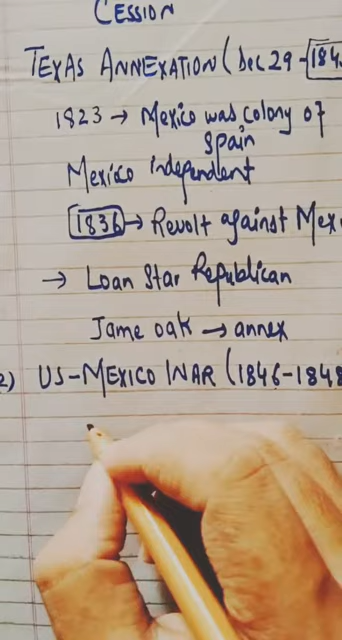 CESSION
TEXAS ANNEXATION (Dec 29 - 184
1823 → Mexico was colony of
Spain
Mexico independent
1836 → Revolt against Mex
→ Loan Star Republican
Jame oak → annex
2) US-MEXICO WAR (1846-1848